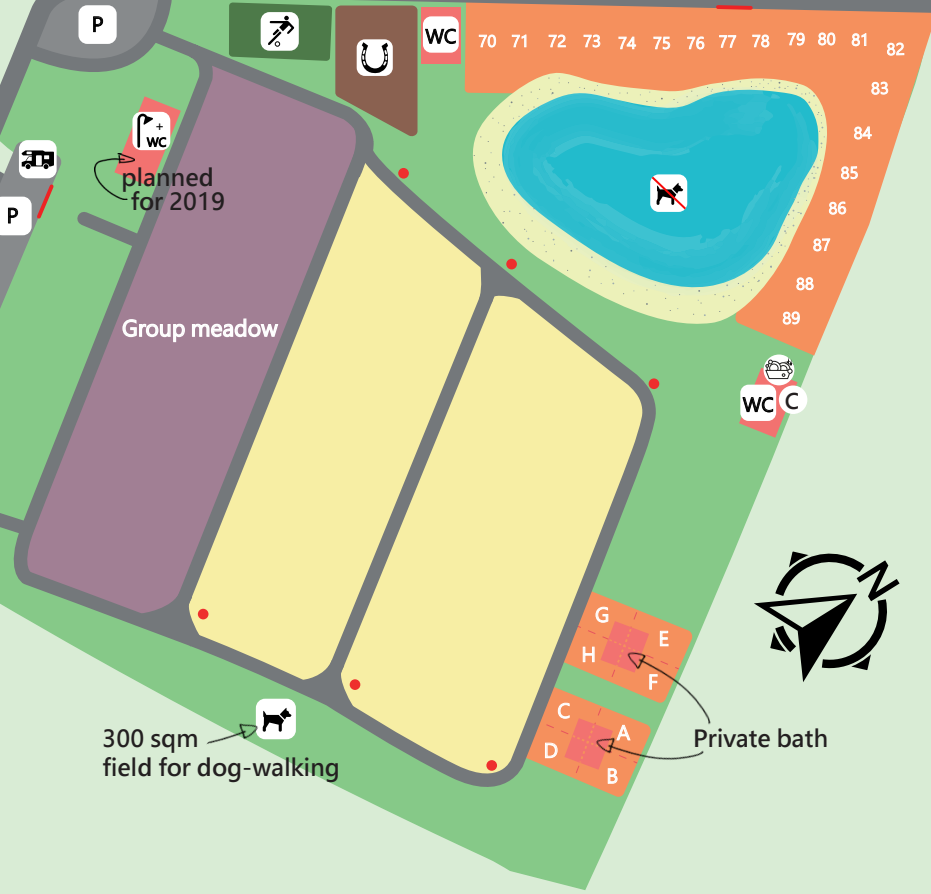 P
WC
70 71 72 73 74 75 76 77 78 79 80 81 82
83
84
85
86
87
88
89
+
WC
planned
for 2019
P
Group meadow
WC C
N
G
E
H
F
C
A
D
B
Private bath
300 sqm
field for dog-walking